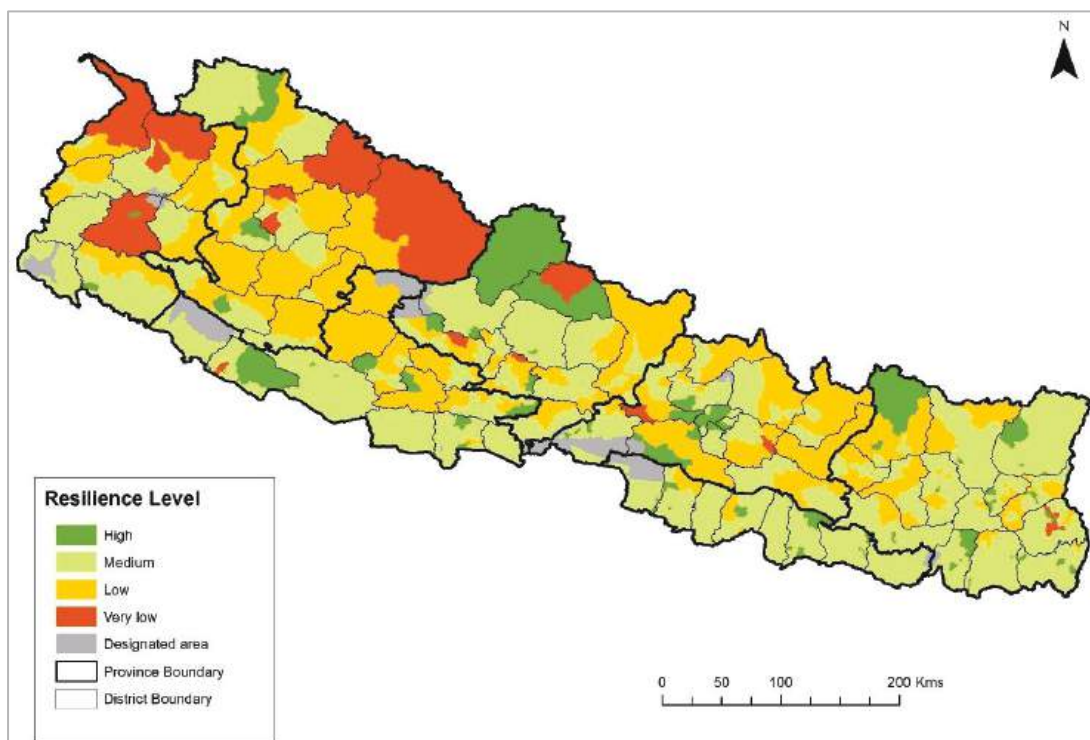 N
Resilience Level
High
Medium
Low
Very low
Designated area
Province Boundary
District Boundary
0 50 100 200 Kms